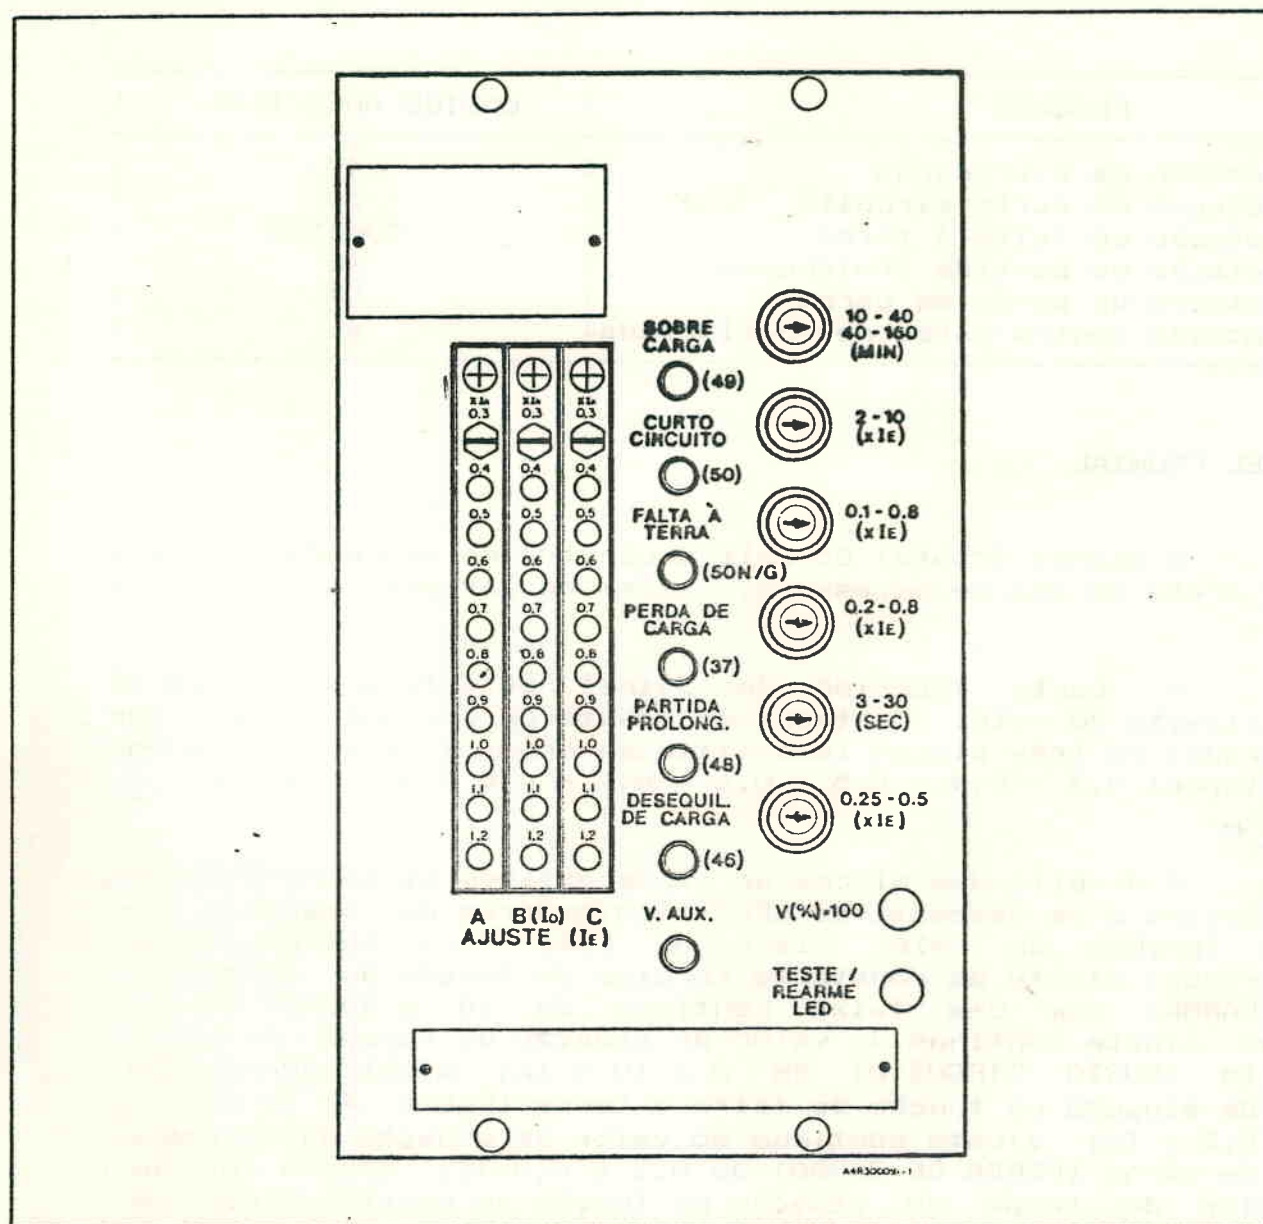 SOBRE
CARGA
(49)
10 - 40
40 - 160
(MIN)
CURTO
CIRCUITO
(50)
2 - 10
(x IE)
FALTA À
TERRA
(50N/G)
0.1 - 0.8
(x IE)
PERDA DE
CARGA
(37)
0.2 - 0.8
(x IE)
PARTIDA
PROLONG.
(48)
3 - 30
(SEC)
DESEQUIL.
DE CARGA
(46)
0.25 - 0.5
(x IE)
xIn xIn xIn
0.3 0.3 0.3
0.4 0.4 0.4
0.5 0.5 0.5
0.6 0.6 0.6
0.7 0.7 0.7
0.8 0.8 0.8
0.9 0.9 0.9
1.0 1.0 1.0
1.1 1.1 1.1
1.2 1.2 1.2
A B (Io) C
AJUSTE (IE)
V. AUX.
V(%)=100
TESTE /
REARME
LED